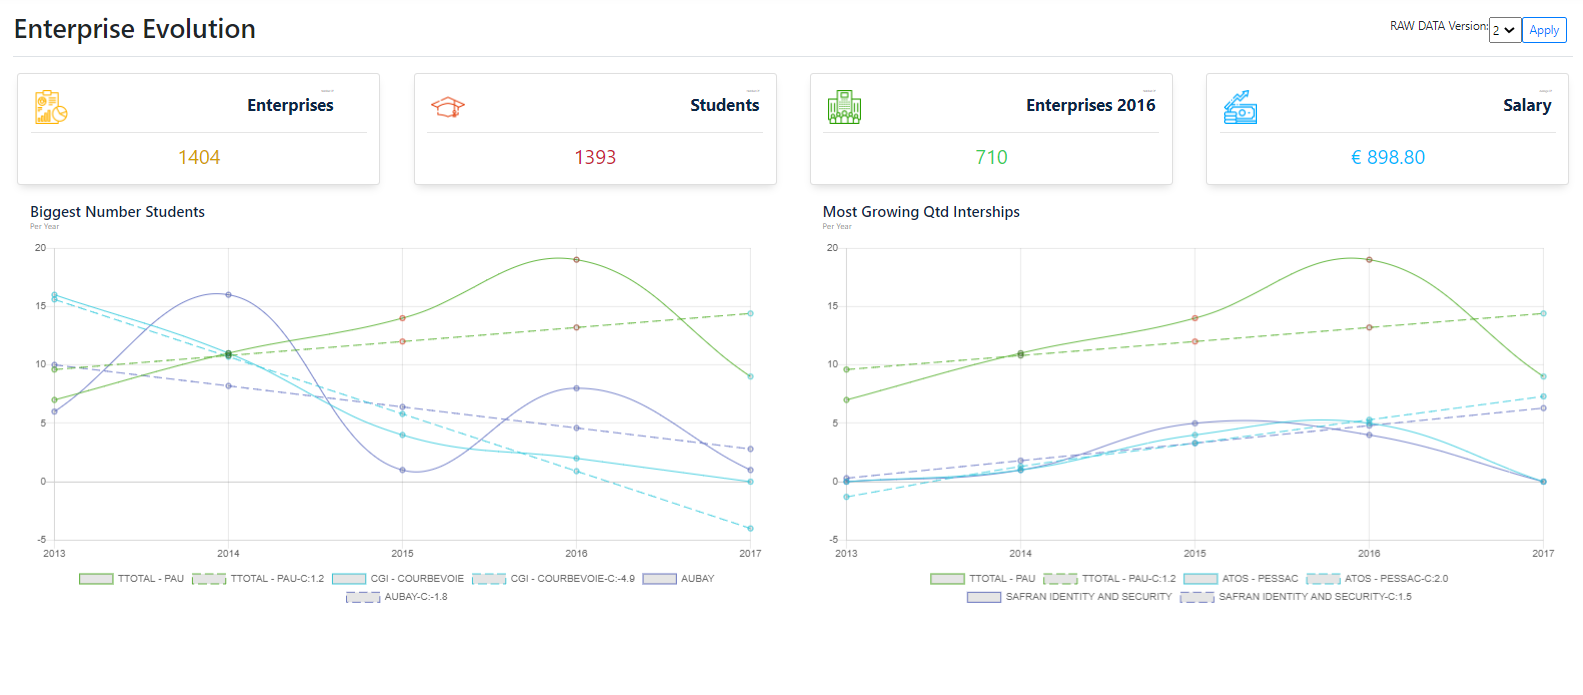 Enterprise Evolution
RAW DATA Version: 2 Apply
Enterprises
1404
Students
1393
Enterprises 2016
710
Salary
€ 898.80
Biggest Number Students
Per Year
20
15
10
5
0
-5
2013 2014 2015 2016 2017
TTOTAL - PAU TTOTAL - PAU-C:1.2 CGI - COURBEVOIE CGI - COURBEVOIE-C:-4.9 AUBAY
AUBAY-C:-1.8
Most Growing Qtd Interships
Per Year
20
15
10
5
0
-5
2013 2014 2015 2016 2017
TTOTAL - PAU TTOTAL - PAU-C:1.2 ATOS - PESSAC ATOS - PESSAC-C:2.0
SAFRAN IDENTITY AND SECURITY SAFRAN IDENTITY AND SECURITY-C:1.5